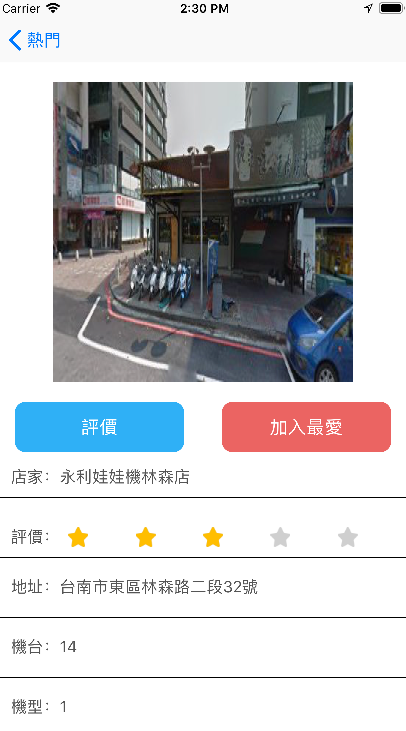 Carrier 2:30 PM
熱門
評價 加入最愛
店家: 永利娃娃機林森店
評價:
地址: 台南市東區林森路二段32號
機台: 14
機型: 1